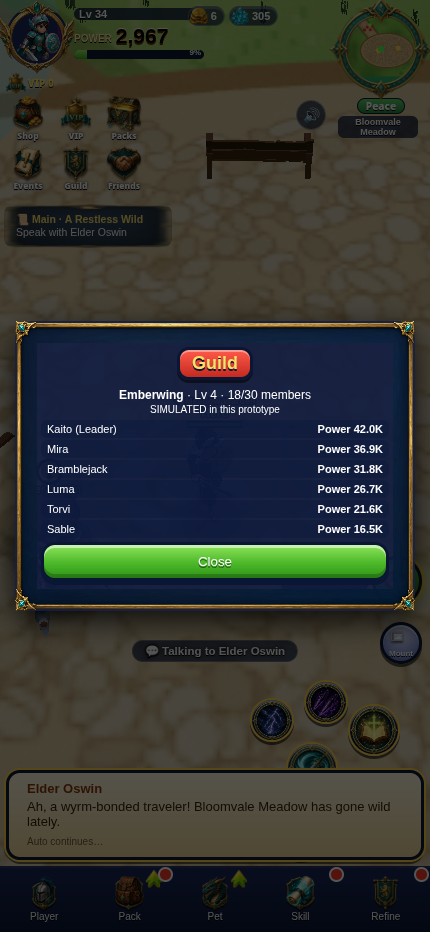 Lv 34
6
305
POWER 2,967
9%
VIP 0
Peace
Bloomvale
Meadow
Shop
VIP
Packs
Events
Guild
Friends
Main · A Restless Wild
Speak with Elder Oswin
Guild
Emberwing · Lv 4 · 18/30 members
SIMULATED in this prototype
Kaito (Leader) Power 42.0K
Mira Power 36.9K
Bramblejack Power 31.8K
Luma Power 26.7K
Torvi Power 21.6K
Sable Power 16.5K
Close
Mount
Talking to Elder Oswin
Elder Oswin
Ah, a wyrm-bonded traveler! Bloomvale Meadow has gone wild
lately.
Auto continues…
Player
Pack
Pet
Skill
Refine